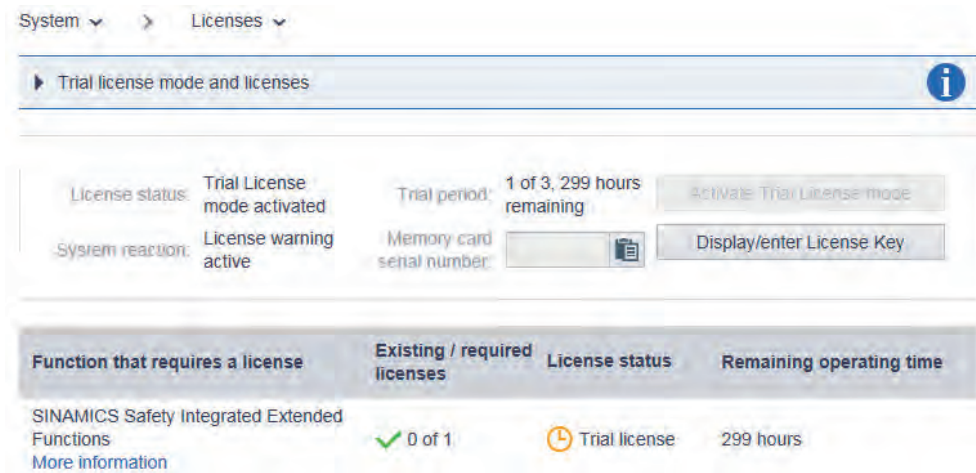 System > Licenses
Trial license mode and licenses
License status: Trial License mode activated
Trial period: 1 of 3, 299 hours remaining
Activate Trial License mode
System reaction: License warning active
Memory card serial number:
Display/enter License Key
Function that requires a license
Existing / required licenses
License status
Remaining operating time
SINAMICS Safety Integrated Extended Functions
More information
0 of 1
Trial license
299 hours